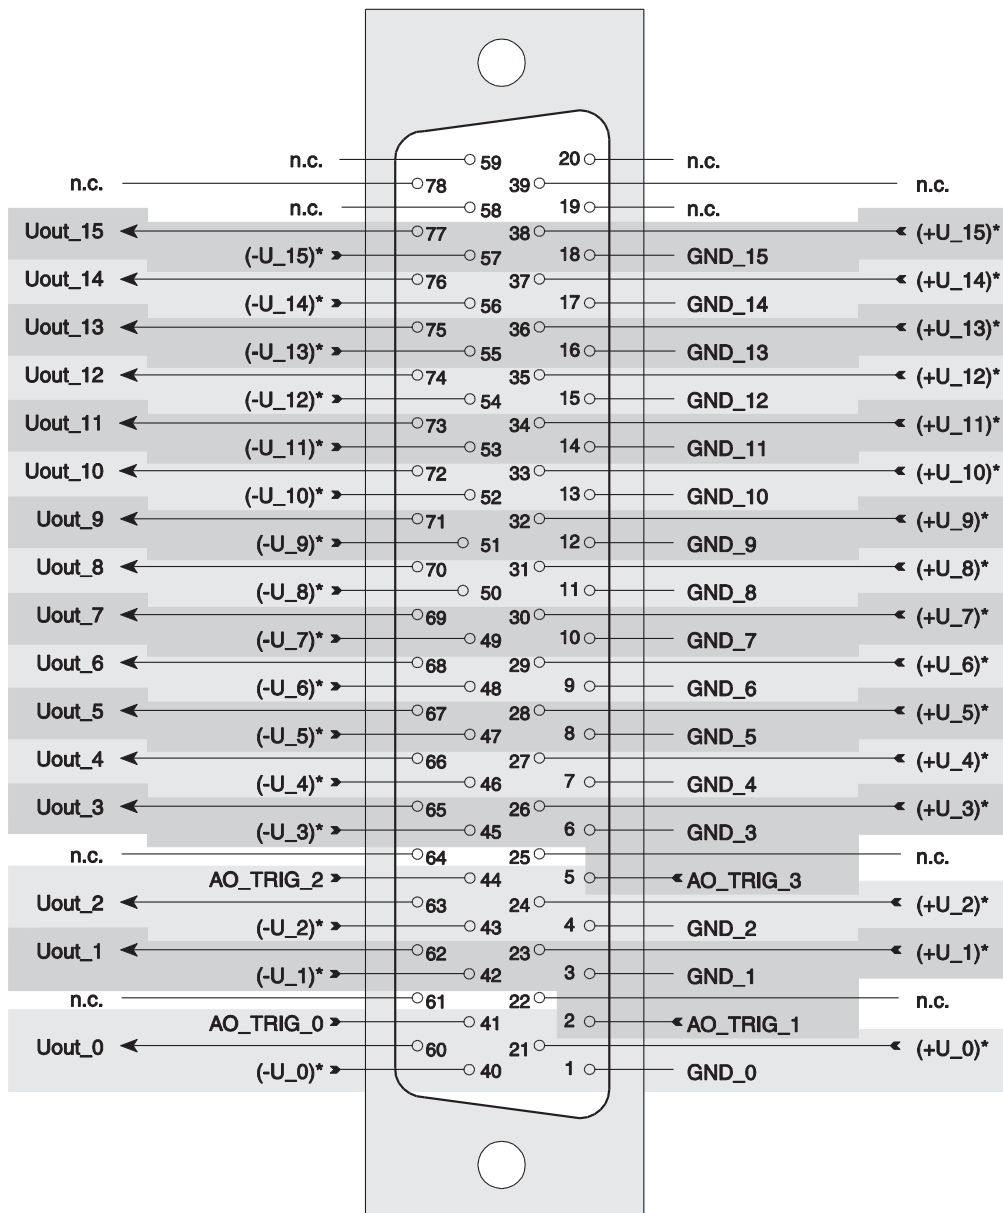 n.c. 59 20 n.c.
n.c. 78 39 n.c.
n.c. 58 19 n.c.
Uout_15 77 38 (+U_15)*
(-U_15)* 57 18 GND_15
Uout_14 76 37 (+U_14)*
(-U_14)* 56 17 GND_14
Uout_13 75 36 (+U_13)*
(-U_13)* 55 16 GND_13
Uout_12 74 35 (+U_12)*
(-U_12)* 54 15 GND_12
Uout_11 73 34 (+U_11)*
(-U_11)* 53 14 GND_11
Uout_10 72 33 (+U_10)*
(-U_10)* 52 13 GND_10
Uout_9 71 32 (+U_9)*
(-U_9)* 51 12 GND_9
Uout_8 70 31 (+U_8)*
(-U_8)* 50 11 GND_8
Uout_7 69 30 (+U_7)*
(-U_7)* 49 10 GND_7
Uout_6 68 29 (+U_6)*
(-U_6)* 48 9 GND_6
Uout_5 67 28 (+U_5)*
(-U_5)* 47 8 GND_5
Uout_4 66 27 (+U_4)*
(-U_4)* 46 7 GND_4
Uout_3 65 26 (+U_3)*
(-U_3)* 45 6 GND_3
n.c. 64 25 n.c.
AO_TRIG_2 44 5 AO_TRIG_3
Uout_2 63 24 (+U_2)*
(-U_2)* 43 4 GND_2
Uout_1 62 23 (+U_1)*
(-U_1)* 42 3 GND_1
n.c. 61 22 n.c.
AO_TRIG_0 41 2 AO_TRIG_1
Uout_0 60 21 (+U_0)*
(-U_0)* 40 1 GND_0